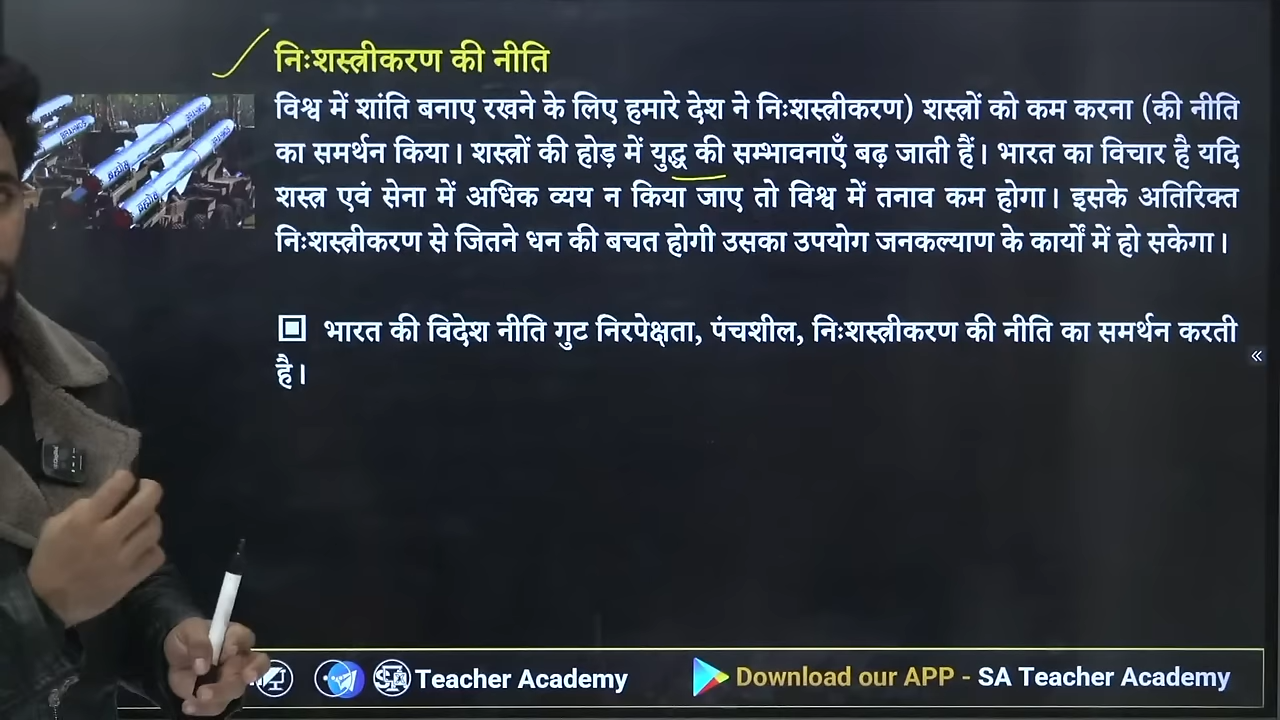 निःशस्त्रीकरण की नीति
विश्व में शांति बनाए रखने के लिए हमारे देश ने निःशस्त्रीकरण) शस्त्रों को कम करना (की नीति
का समर्थन किया। शस्त्रों की होड़ में युद्ध की सम्भावनाएँ बढ़ जाती हैं। भारत का विचार है यदि
शस्त्र एवं सेना में अधिक व्यय न किया जाए तो विश्व में तनाव कम होगा। इसके अतिरिक्त
निःशस्त्रीकरण से जितने धन की बचत होगी उसका उपयोग जनकल्याण के कार्यों में हो सकेगा।
भारत की विदेश नीति गुट निरपेक्षता, पंचशील, निःशस्त्रीकरण की नीति का समर्थन करती
है।
Teacher Academy
Download our APP - SA Teacher Academy